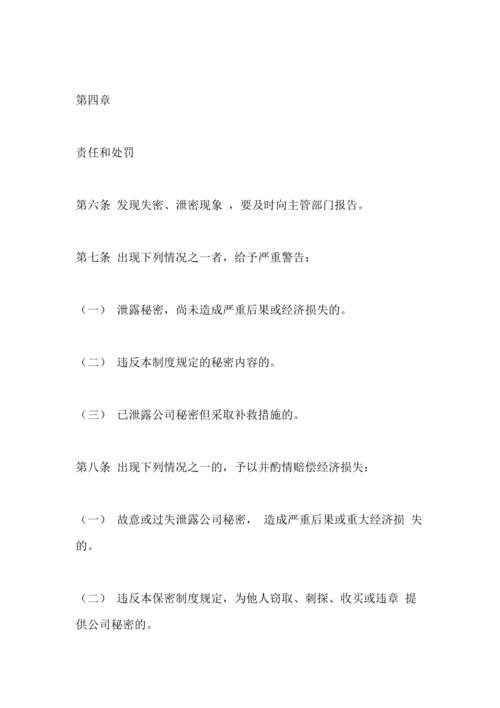 第四章
责任和处罚
第六条 发现失密、泄密现象 ，要及时向主管部门报告。
第七条 出现下列情况之一者，给予严重警告：
（一） 泄露秘密，尚未造成严重后果或经济损失的。
（二） 违反本制度规定的秘密内容的。
（三） 已泄露公司秘密但采取补救措施的。
第八条 出现下列情况之一的，予以并酌情赔偿经济损失：
（一） 故意或过失泄露公司秘密， 造成严重后果或重大经济损 失
的。
（二） 违反本保密制度规定，为他人窃取、刺探、收买或违章 提
供公司秘密的。